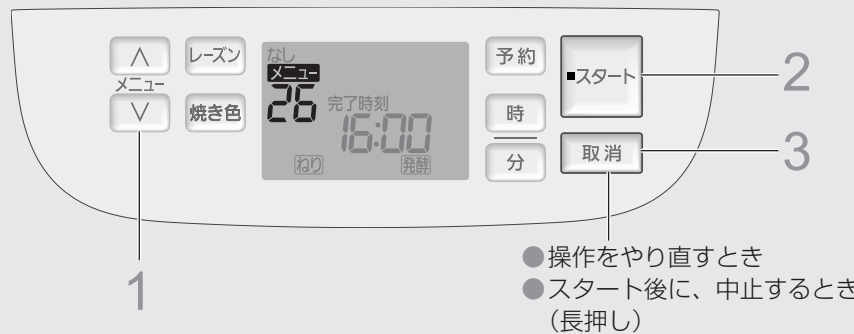 ∧
メニュー
∨
レーズン
焼き色
なし
メニュー
26
完了時刻
16:00
ねり
発酵
予約
時
分
■スタート
取消
1
2
3
●操作をやり直すとき
●スタート後に、中止するとき
(長押し)